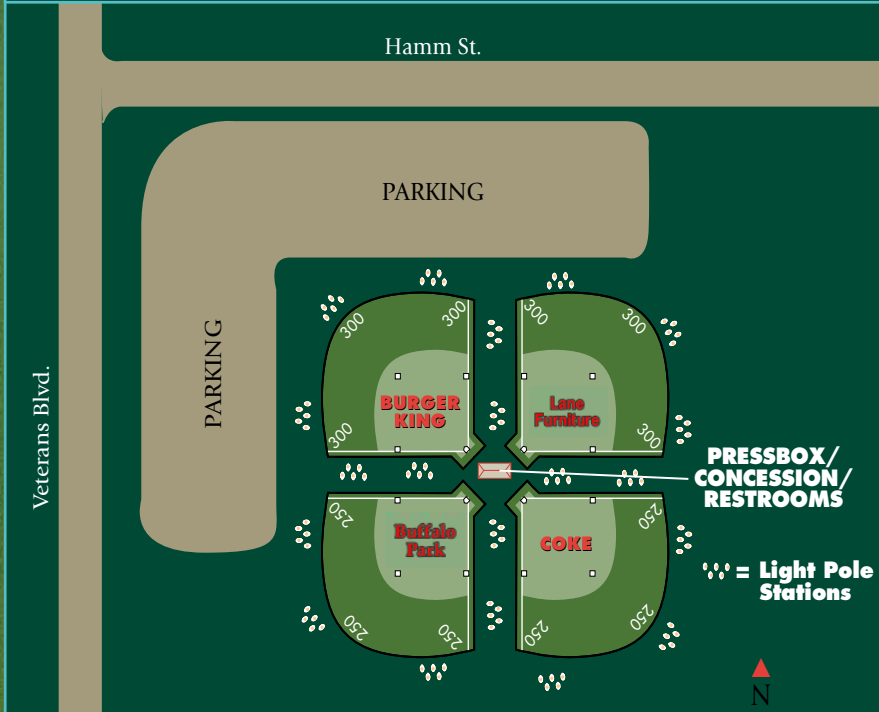 Hamm St.
PARKING
PARKING
Veterans Blvd.
300
300
300
300
BURGER
KING
Lane
Furniture
300
300
PRESSBOX/
CONCESSION/
RESTROOMS
250
250
Buffalo
Park
COKE
= Light Pole
Stations
250
250
250
250
N